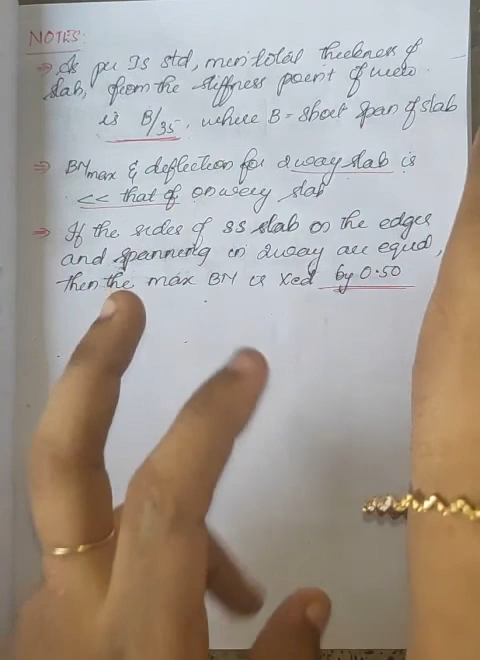 NOTES:
⇒ As per Is std, min total thickness of
slab, from the stiffness point of view
is B/35, where B = short span of slab
⇒ BMmax & deflection for 2way slab is
<< that of oneway slab
⇒ If the sides of SS slab on the edges
and spanning in 2way are equal,
then the max BM is Xed by 0.50